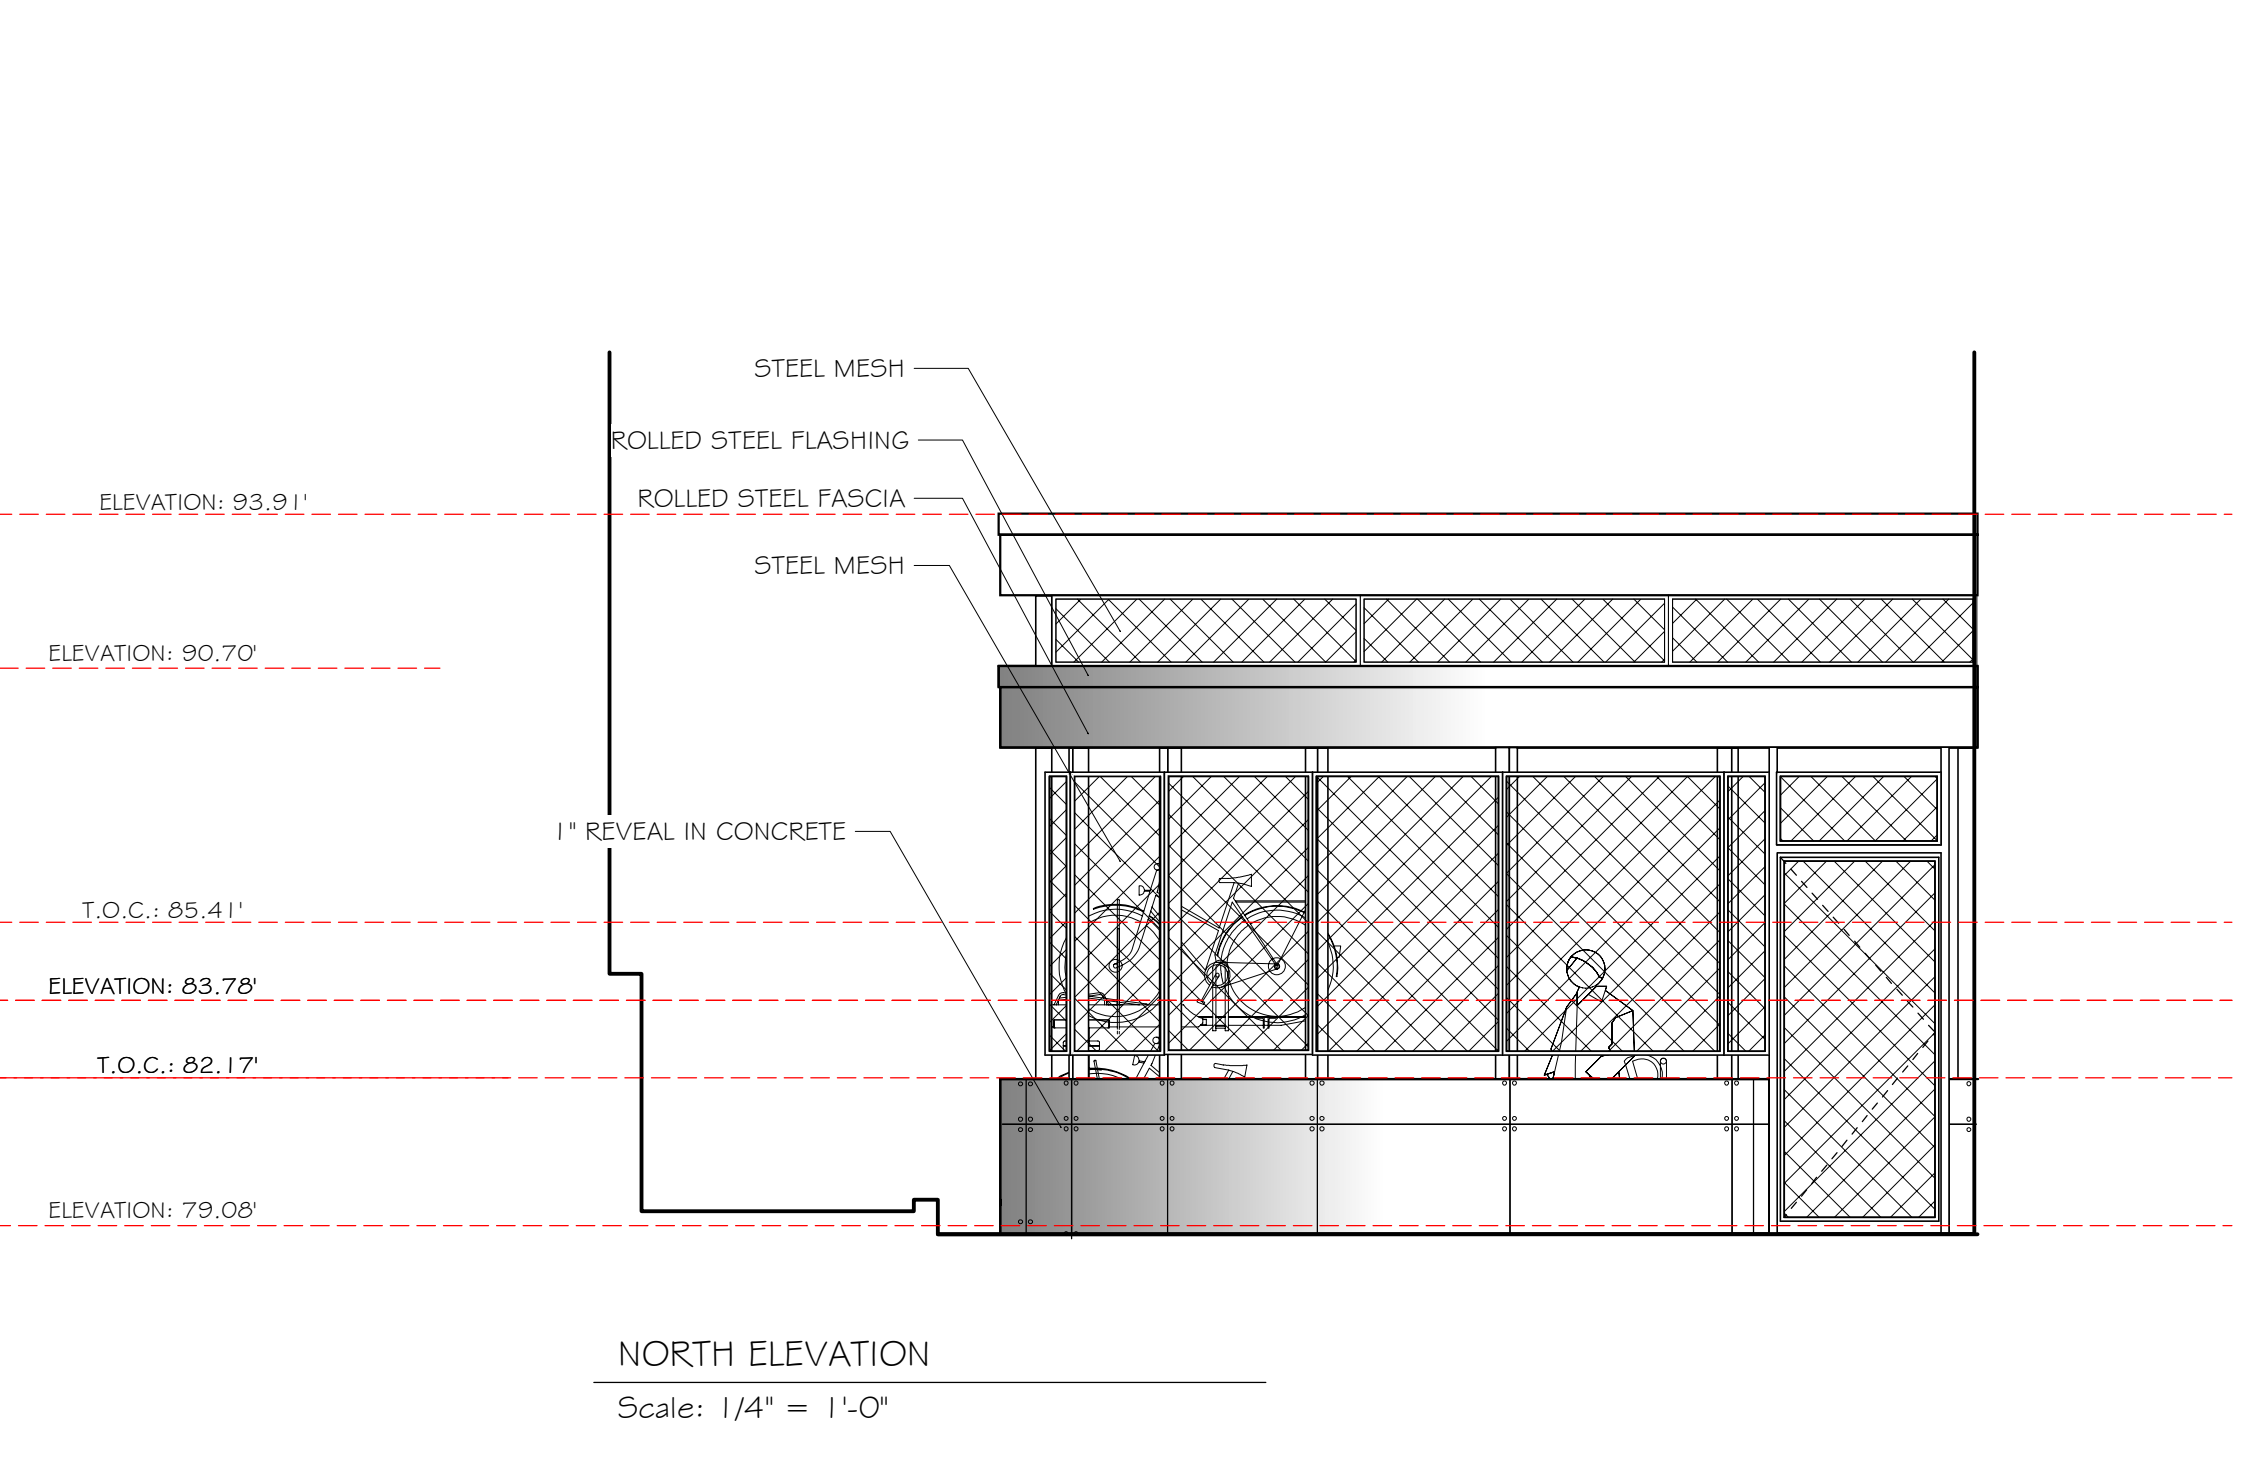 STEEL MESH
ROLLED STEEL FLASHING
ELEVATION: 93.91'
ROLLED STEEL FASCIA
STEEL MESH
ELEVATION: 90.70'
1" REVEAL IN CONCRETE
T.O.C.: 85.41'
ELEVATION: 83.78'
T.O.C.: 82.17'
ELEVATION: 79.08'
NORTH ELEVATION
Scale: 1/4" = 1'-0"